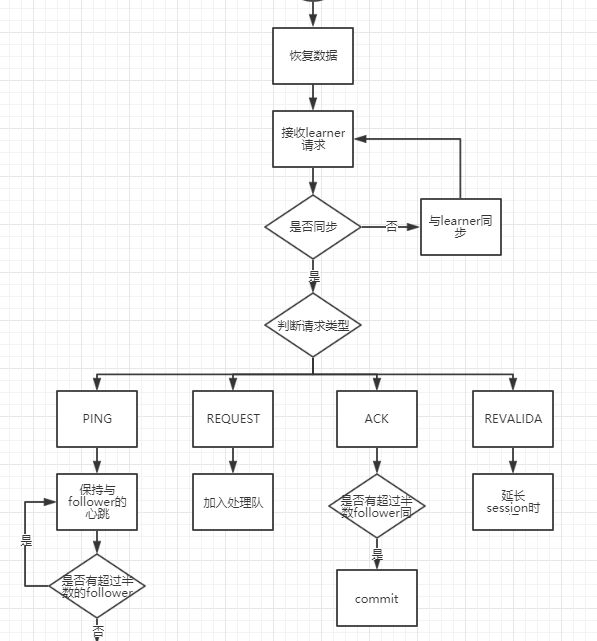 恢复数据
接收learner
请求
是否同步
否
与learner同
步
是
判断请求类型
PING
REQUEST
ACK
REVALIDA
保持与
follower的
心跳
加入处理队
是否有超过半
数follower同
延长
session时
是
是
是否有超过半
数的follower
commit
否